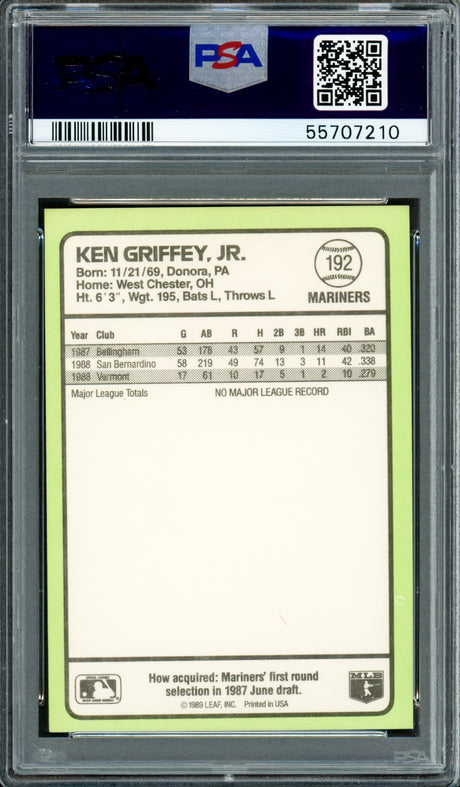 PSA PSA
55707210
KEN GRIFFEY, JR.
Born: 11/21/69, Donora, PA
Home: West Chester, OH
Ht. 6'3", Wgt. 195, Bats L, Throws L
192
MARINERS
Year Club G AB R H 2B 3B HR RBI BA
1987 Bellingham 53 178 43 57 9 1 14 40 .320
1988 San Bernardino 58 219 49 74 13 3 11 42 .338
1988 Vermont 17 61 10 17 5 1 2 10 .279
Major League Totals NO MAJOR LEAGUE RECORD
How acquired: Mariners' first round
selection in 1987 June draft.
© 1989 LEAF, INC. Printed in USA
MLB
PSA